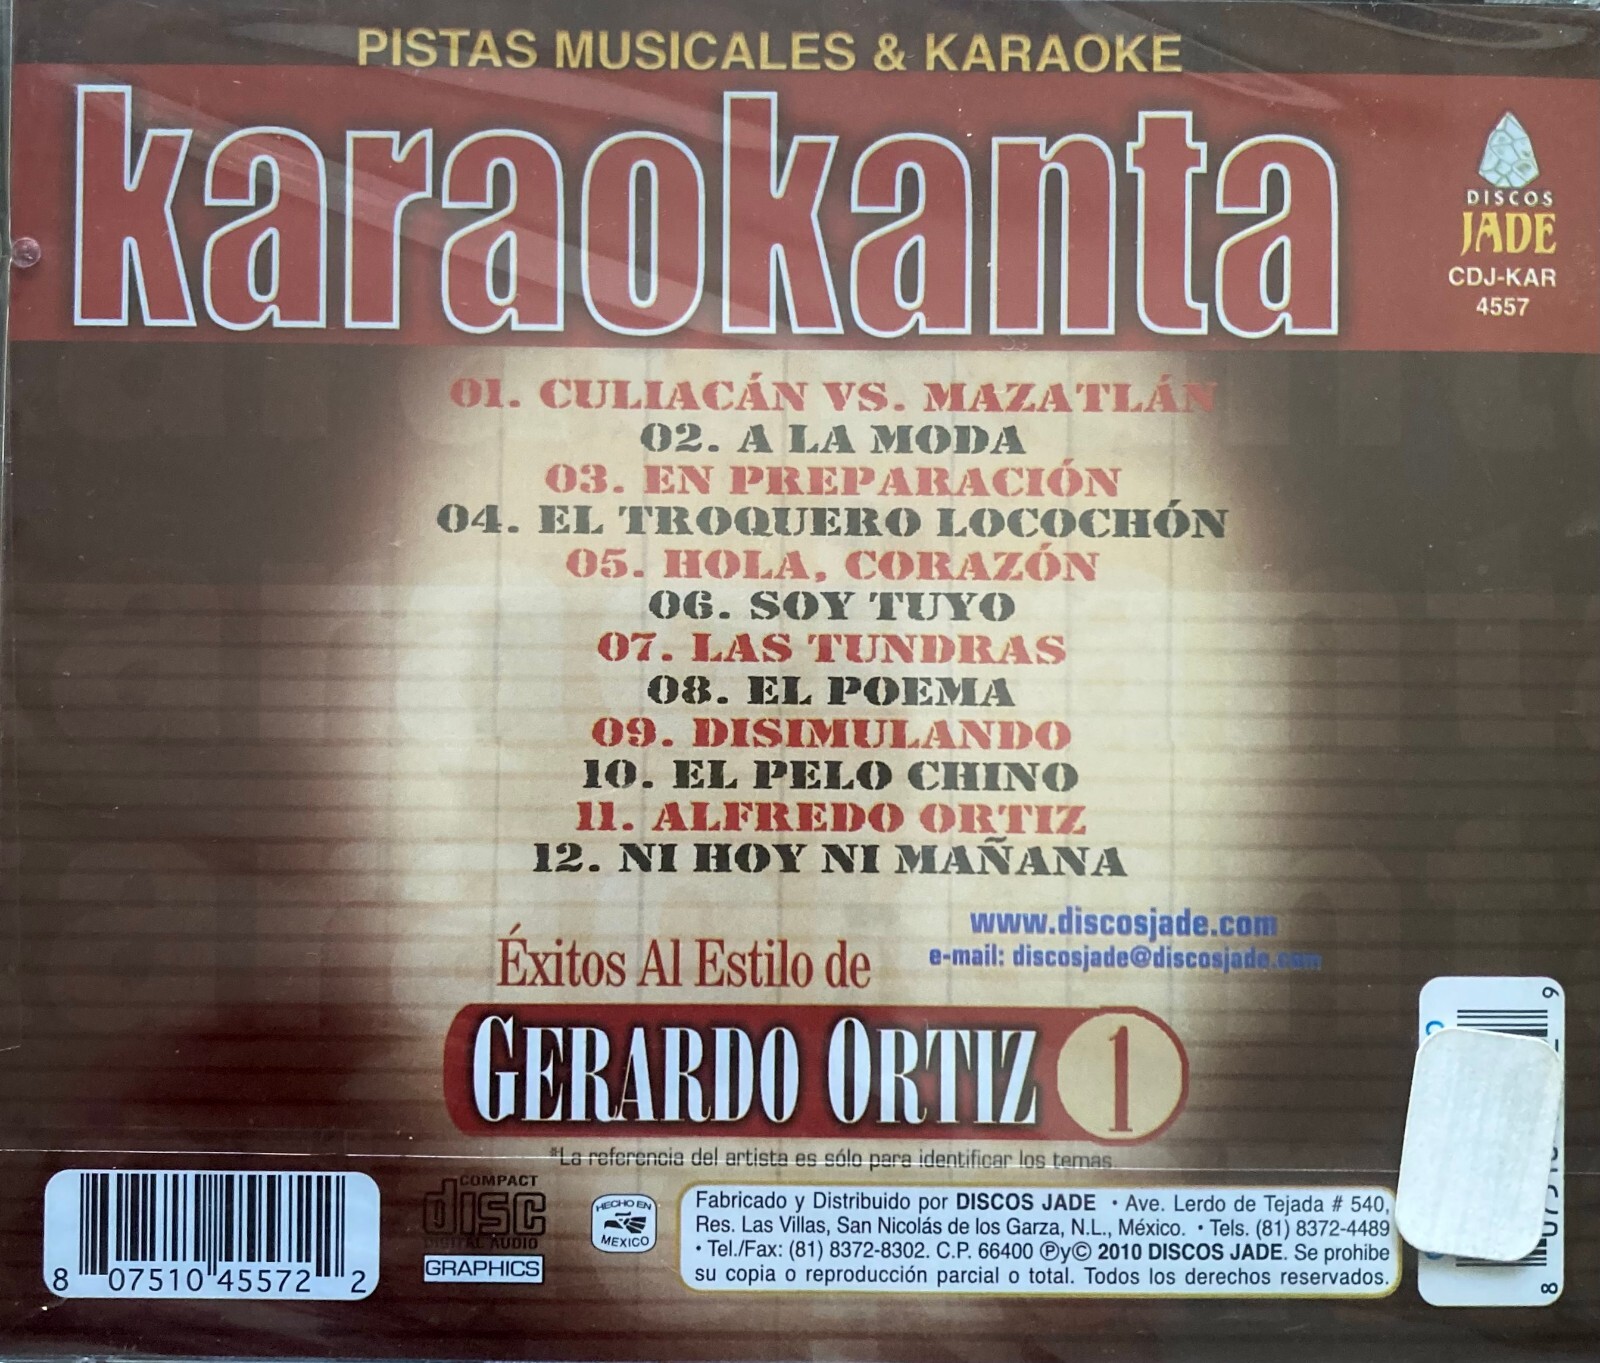 PISTAS MUSICALES & KARAOKE
karaokanta
DISCOS
JADE
CDJ-KAR
4557
01. CULIACÁN VS. MAZATLÁN
02. A LA MODA
03. EN PREPARACIÓN
04. EL TROQUERO LOCOCHÓN
05. HOLA, CORAZÓN
06. SOY TUYO
07. LAS TUNDRAS
08. EL POEMA
09. DISIMULANDO
10. EL PELO CHINO
11. ALFREDO ORTIZ
12. NI HOY NI MAÑANA
www.discosjade.com
e-mail: discosjade@discosjade.com
Éxitos Al Estilo de
GERARDO ORTIZ 1
*La referencia del artista es sólo para identificar los temas.
8 07510 45572 2
COMPACT
disc
DIGITAL AUDIO
GRAPHICS
HECHO EN
MEXICO
Fabricado y Distribuido por DISCOS JADE • Ave. Lerdo de Tejada # 540,
Res. Las Villas, San Nicolás de los Garza, N.L., México. • Tels. (81) 8372-4489
• Tel./Fax: (81) 8372-8302. C.P. 66400 Ⓟy© 2010 DISCOS JADE. Se prohibe
su copia o reproducción parcial o total. Todos los derechos reservados.